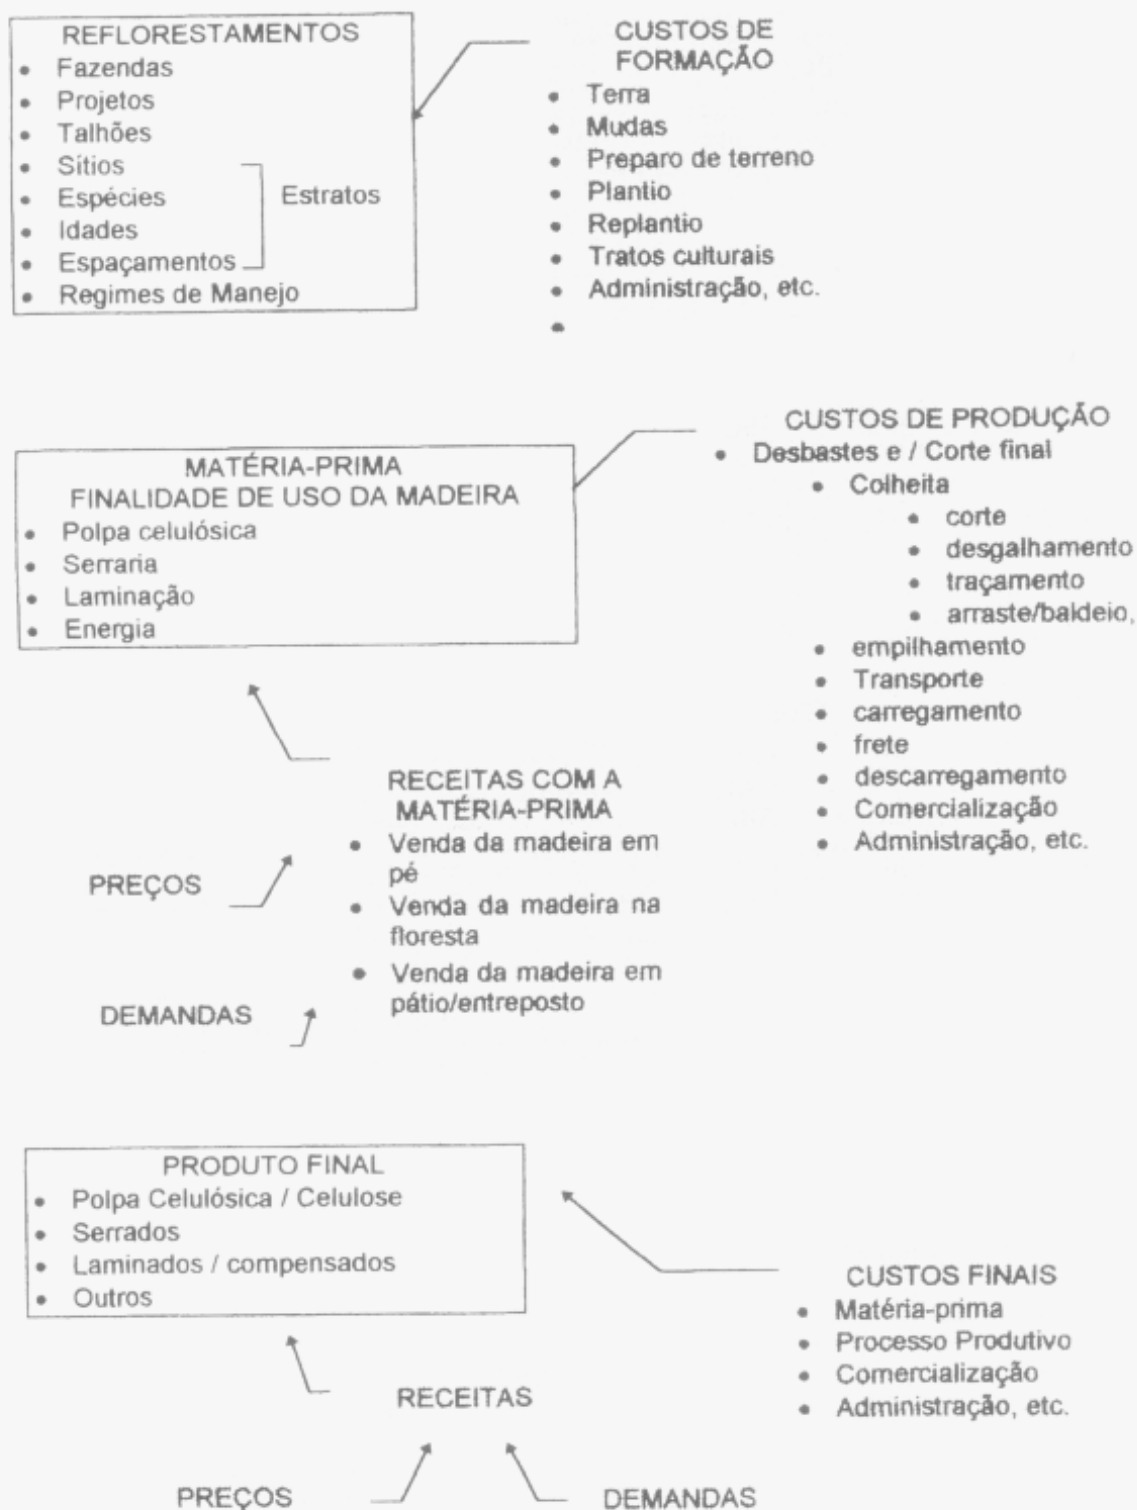 REFLORESTAMENTOS
• Fazendas
• Projetos
• Talhões
• Sítios
• Espécies
• Idades
• Espaçamentos
• Regimes de Manejo
Estratos
CUSTOS DE
FORMAÇÃO
• Terra
• Mudas
• Preparo de terreno
• Plantio
• Replantio
• Tratos culturais
• Administração, etc.
•
MATÉRIA-PRIMA
FINALIDADE DE USO DA MADEIRA
• Polpa celulósica
• Serraria
• Laminação
• Energia
CUSTOS DE PRODUÇÃO
• Desbastes e / Corte final
• Colheita
• corte
• desgalhamento
• traçamento
• arraste/baldeio,
• empilhamento
• Transporte
• carregamento
• frete
• descarregamento
• Comercialização
• Administração, etc.
RECEITAS COM A
MATÉRIA-PRIMA
• Venda da madeira em
pé
• Venda da madeira na
floresta
• Venda da madeira em
pátio/entreposto
PREÇOS
DEMANDAS
PRODUTO FINAL
• Polpa Celulósica / Celulose
• Serrados
• Laminados / compensados
• Outros
CUSTOS FINAIS
• Matéria-prima
• Processo Produtivo
• Comercialização
• Administração, etc.
RECEITAS
PREÇOS
DEMANDAS